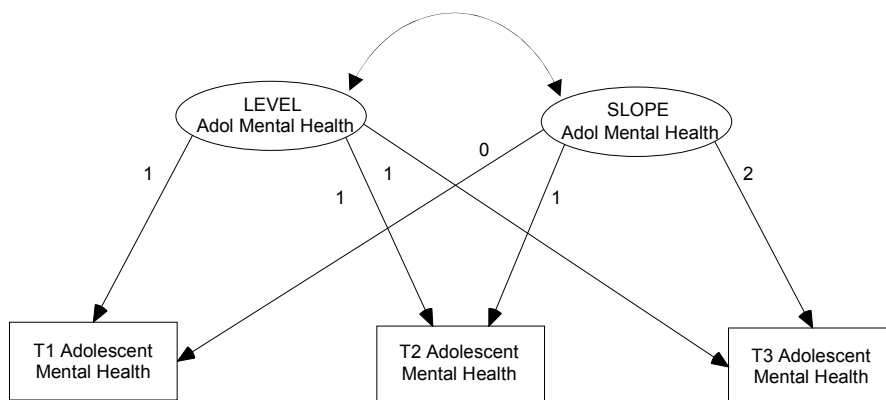 LEVEL
Adol Mental Health
SLOPE
Adol Mental Health
0
1
1
2
1
1
T1 Adolescent
Mental Health
T2 Adolescent
Mental Health
T3 Adolescent
Mental Health